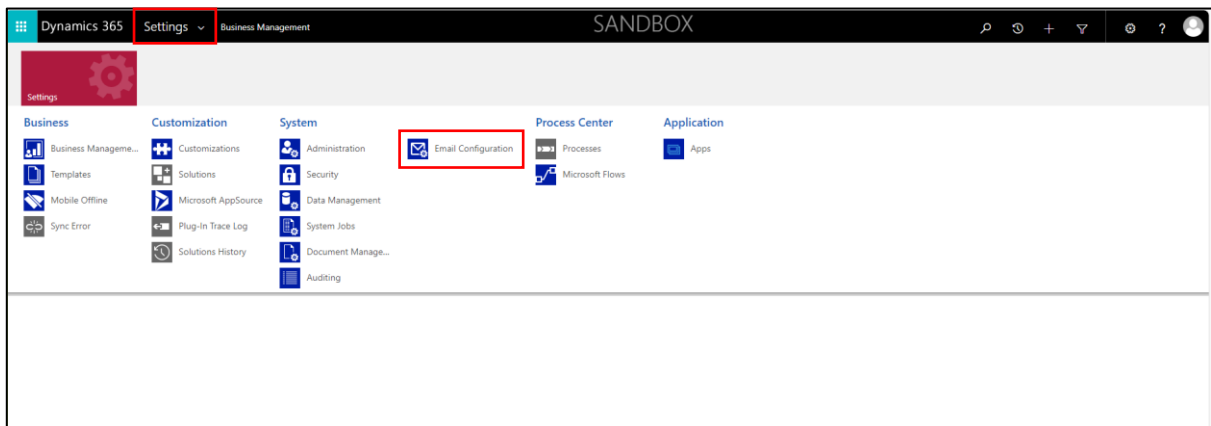 Dynamics 365 Settings Business Management SANDBOX ?
Settings
Business Customization System Process Center Application
Business Manageme... Customizations Administration Email Configuration Processes Apps
Templates Solutions Security Microsoft Flows
Mobile Offline Microsoft AppSource Data Management
Sync Error Plug-In Trace Log System Jobs
Solutions History Document Manage...
Auditing